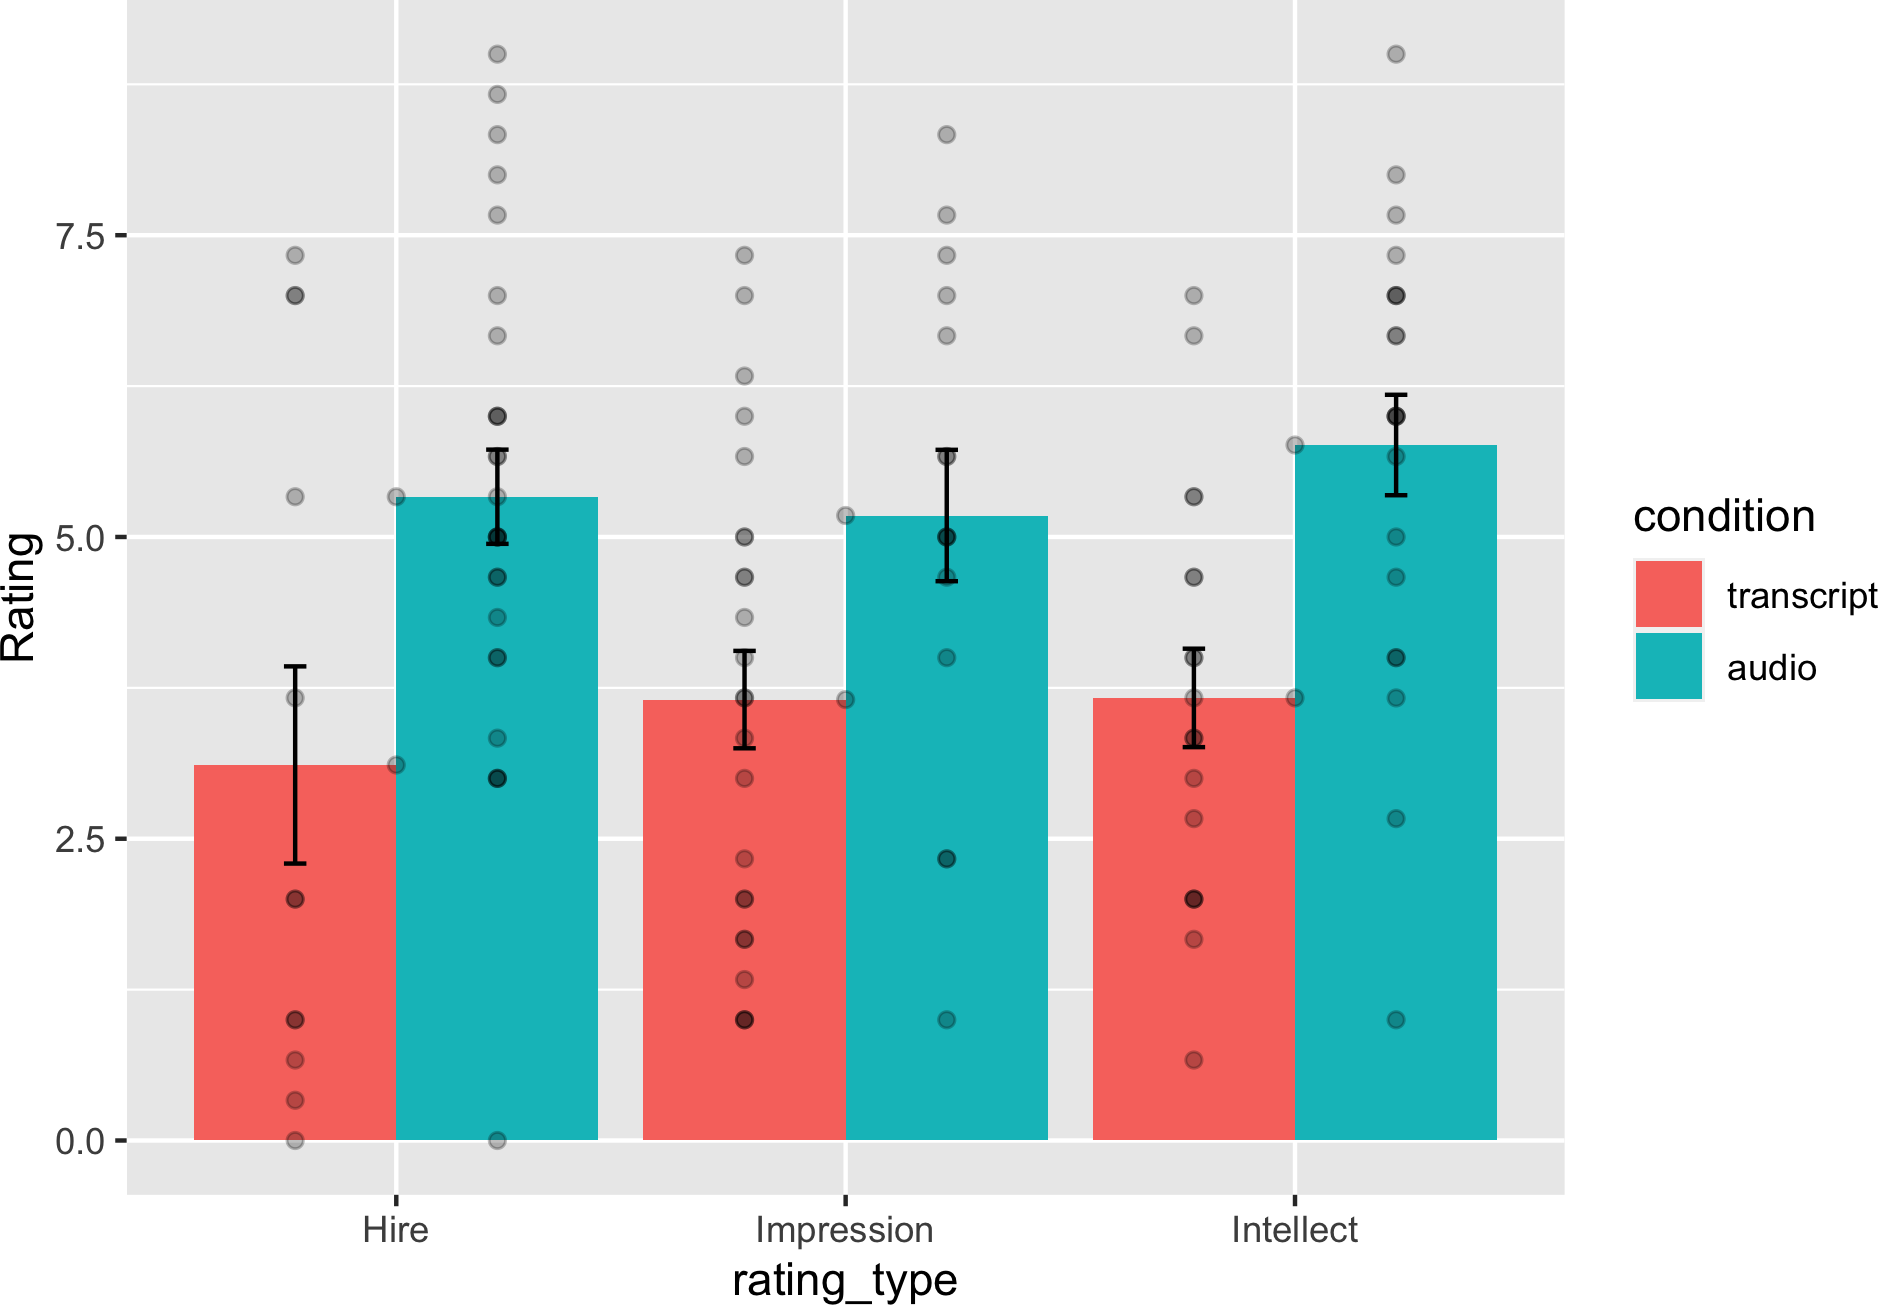 Rating
7.5
5.0
2.5
0.0
Hire
Impression
Intellect
rating_type
condition
transcript
audio